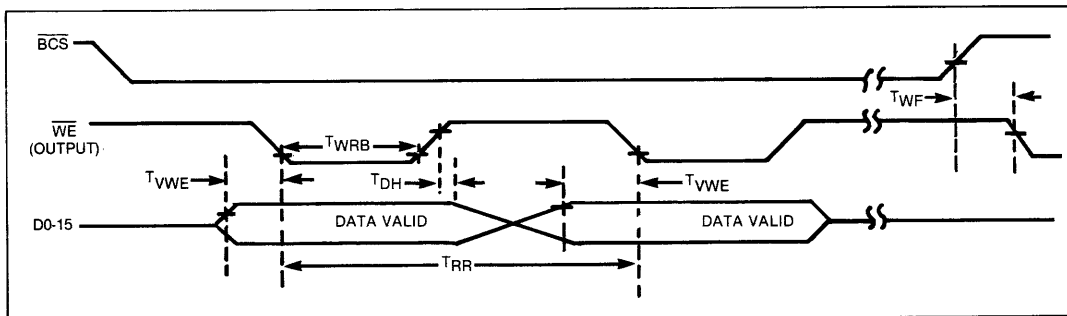 BCS
TWF
WE
(OUTPUT)
TWRB
TVWE
TDH
TVWE
D0-15
DATA VALID
DATA VALID
TRR